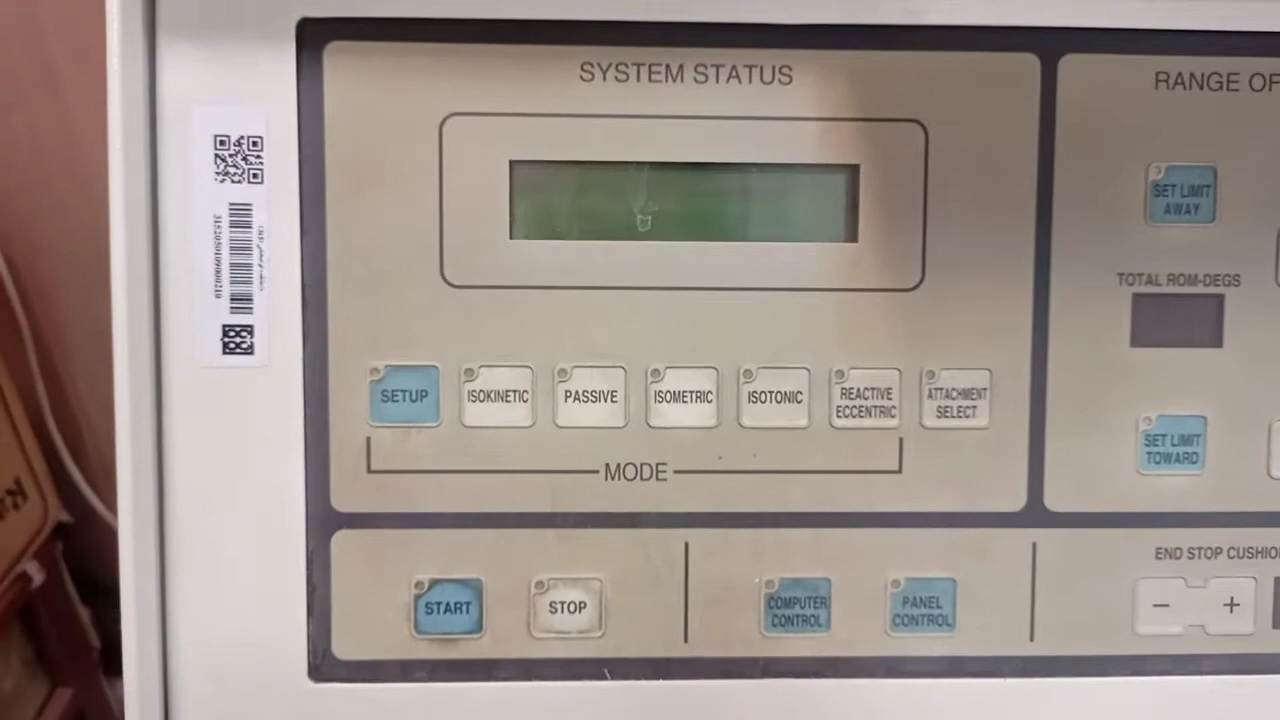 SYSTEM STATUS
RANGE OF
SET LIMIT
AWAY
TOTAL ROM-DEGS
SETUP
ISOKINETIC
PASSIVE
ISOMETRIC
ISOTONIC
REACTIVE
ECCENTRIC
ATTACHMENT
SELECT
SET LIMIT
TOWARD
MODE
START
STOP
COMPUTER
CONTROL
PANEL
CONTROL
END STOP CUSHIO
− +